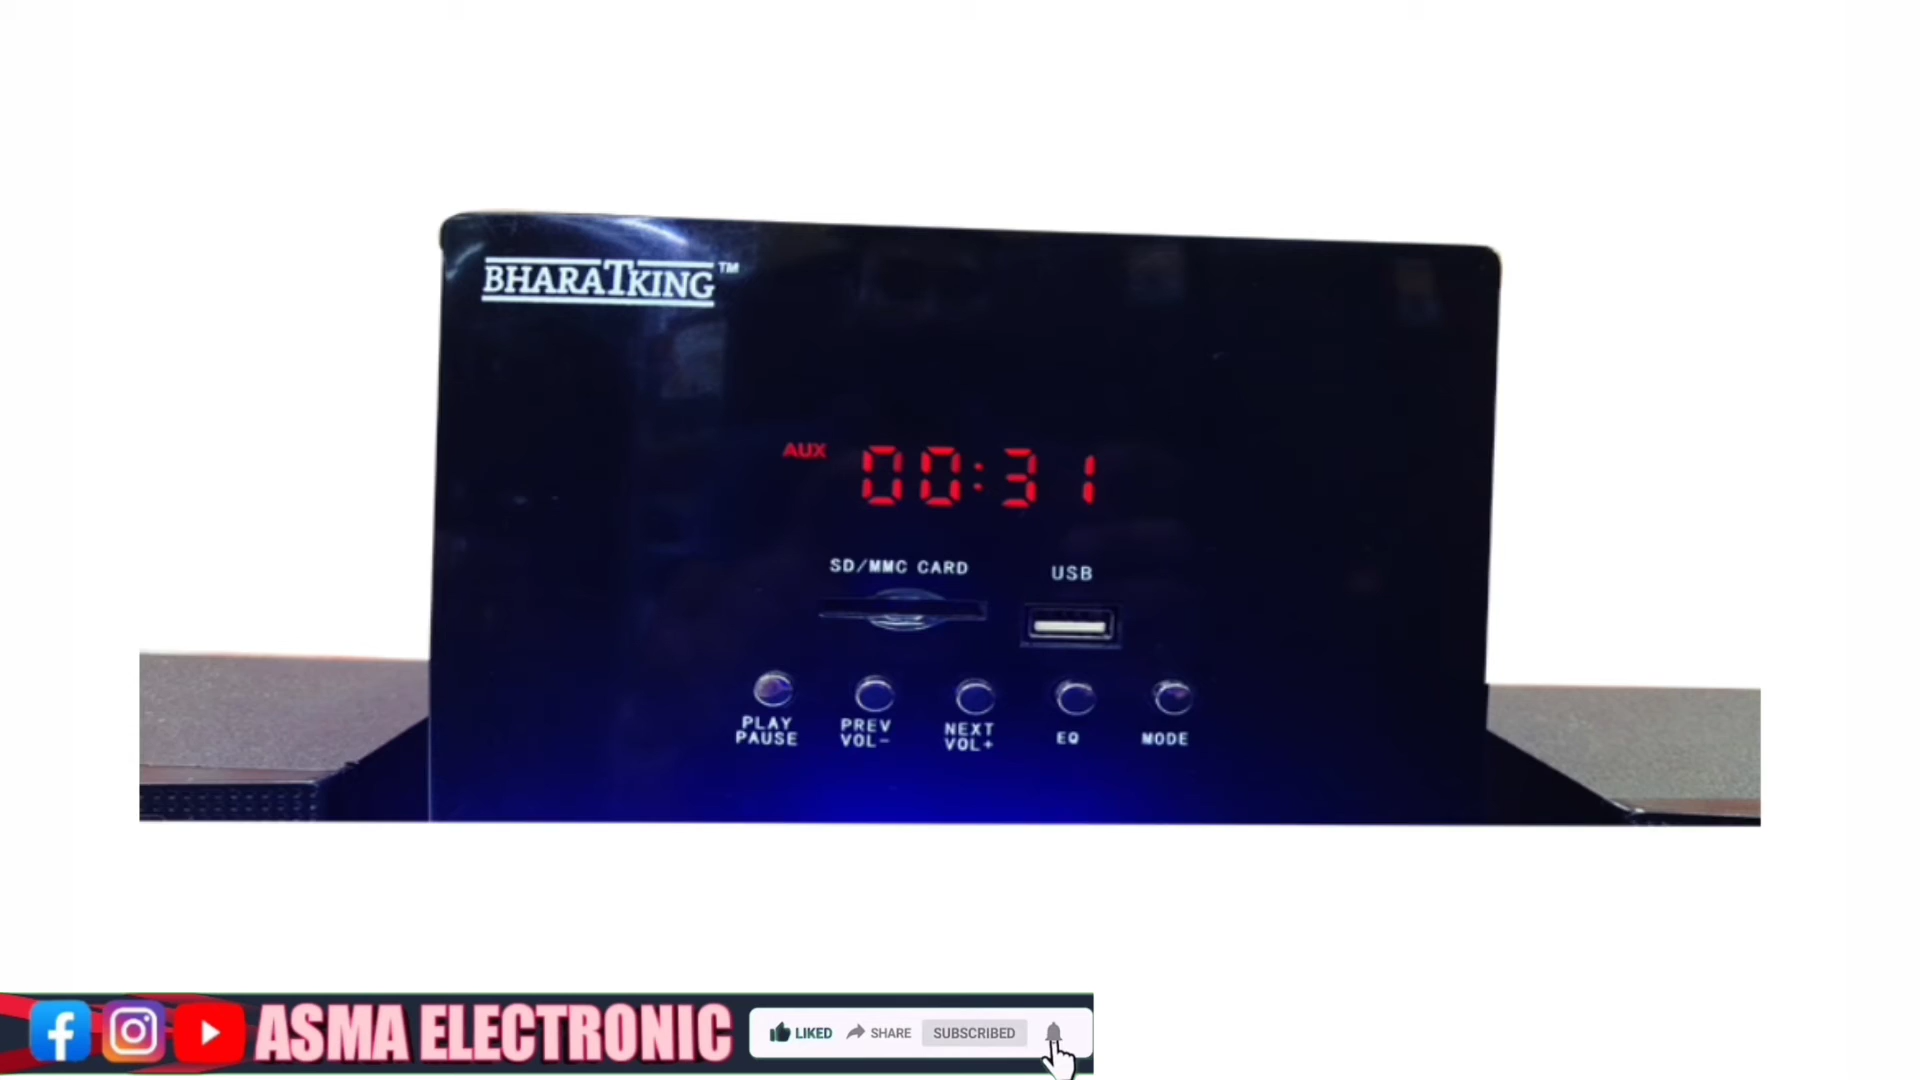 BHARATKING™
AUX 00:31
SD/MMC CARD
USB
PLAY PAUSE
PREV VOL-
NEXT VOL+
EQ
MODE
ASMA ELECTRONIC
LIKED SHARE SUBSCRIBED